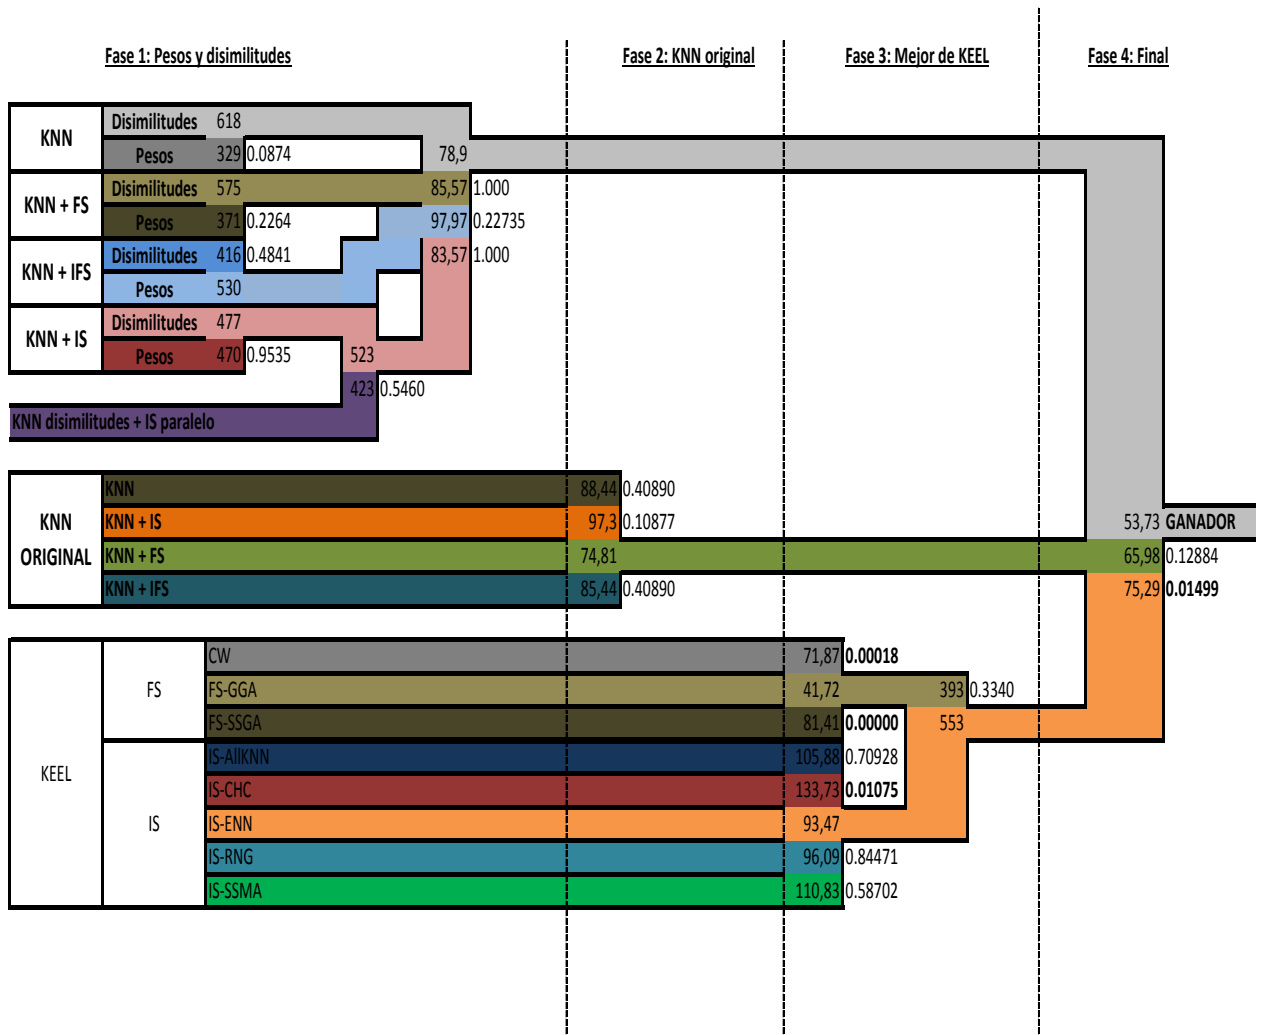 Fase 1: Pesos y disimilitudes Fase 2: KNN original Fase 3: Mejor de KEEL Fase 4: Final
KNN
Disimilitudes 618
Pesos 329 0.0874 78,9
KNN + FS
Disimilitudes 575 85,57 1.000
Pesos 371 0.2264 97,97 0.22735
KNN + IFS
Disimilitudes 416 0.4841 83,57 1.000
Pesos 530
KNN + IS
Disimilitudes 477
Pesos 470 0.9535 523
423 0.5460
KNN disimilitudes + IS paralelo
KNN ORIGINAL
KNN 88,44 0.40890
KNN + IS 97,3 0.10877 53,73 GANADOR
KNN + FS 74,81 65,98 0.12884
KNN + IFS 85,44 0.40890 75,29 0.01499
KEEL
FS
CW 71,87 0.00018
FS-GGA 41,72 393 0.3340
FS-SSGA 81,41 0.00000 553
IS
IS-AllKNN 105,88 0.70928
IS-CHC 133,73 0.01075
IS-ENN 93,47
IS-RNG 96,09 0.84471
IS-SSMA 110,83 0.58702